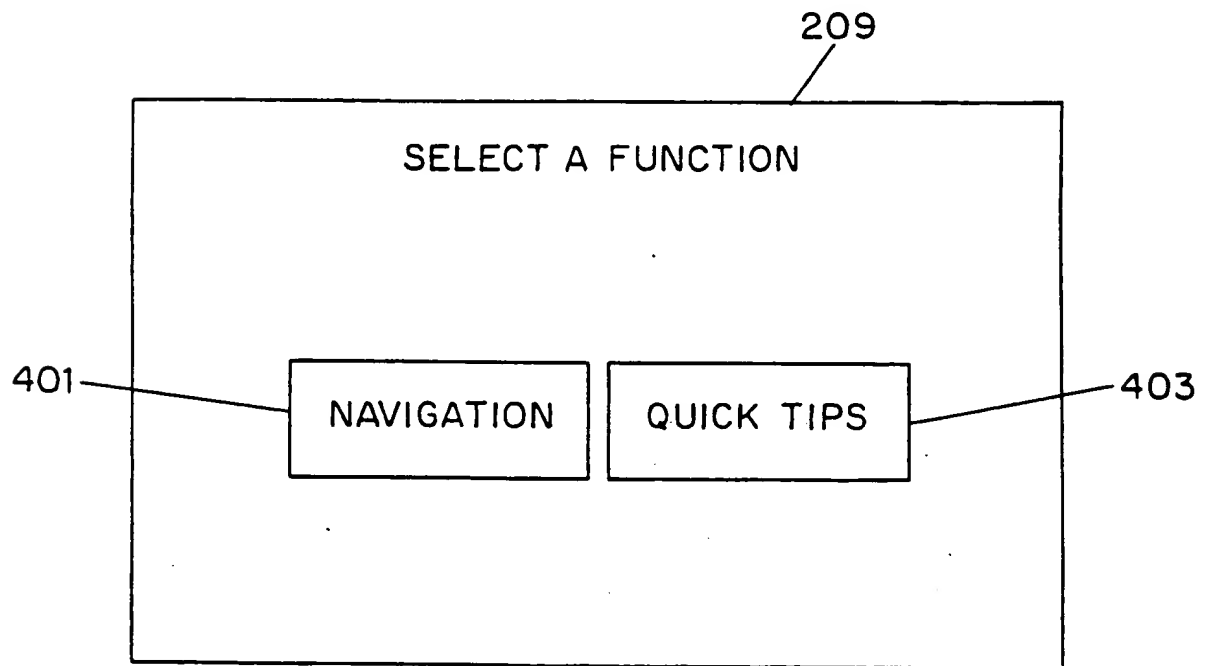 209
SELECT A FUNCTION
401
NAVIGATION
QUICK TIPS
403